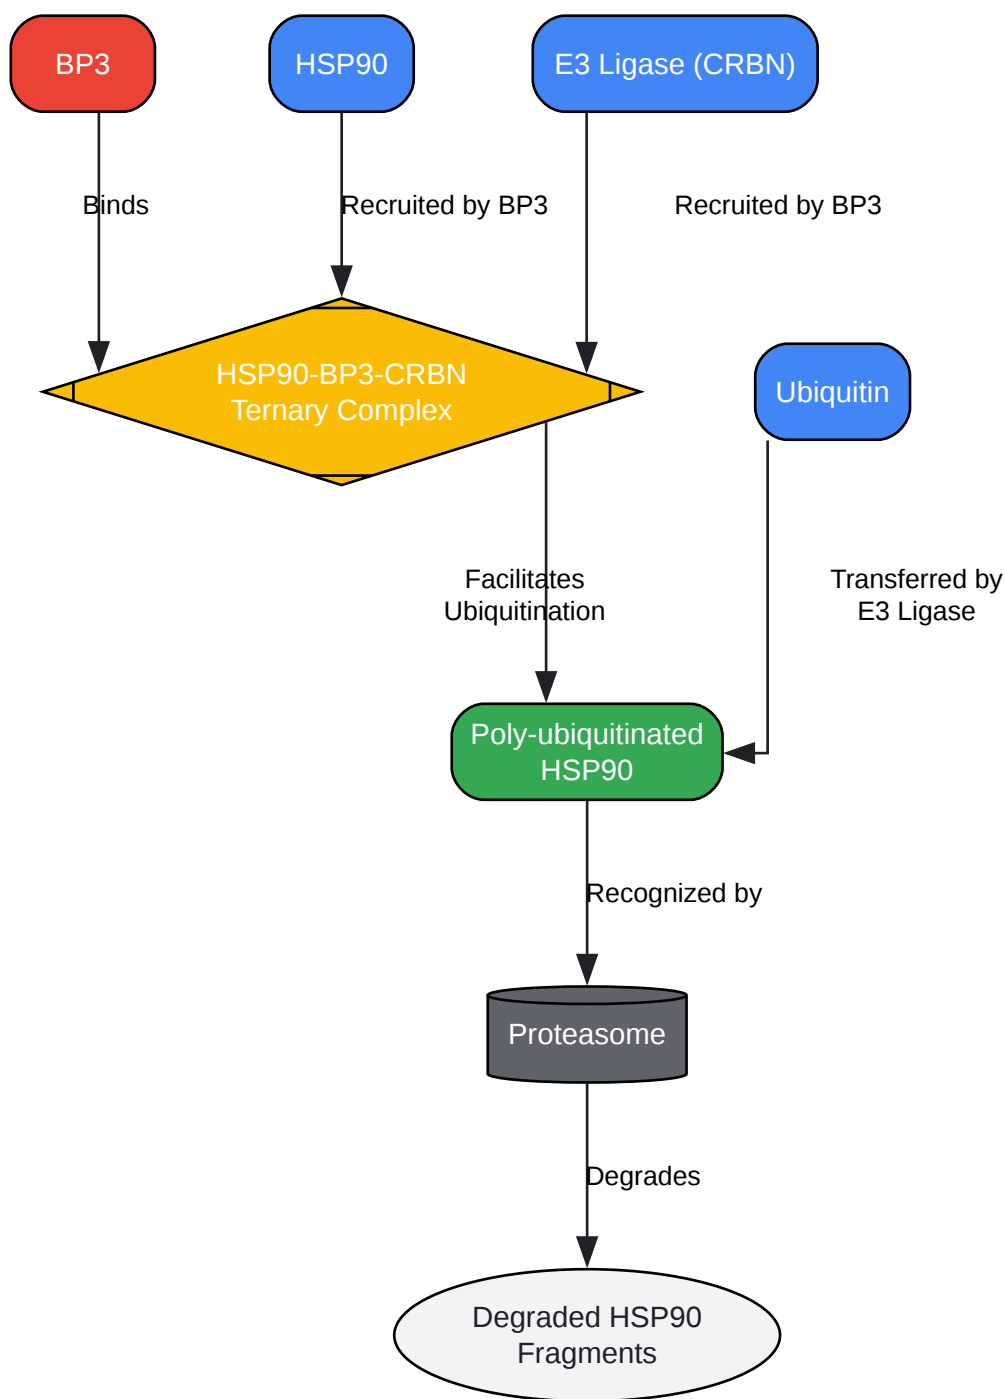 BP3
HSP90
E3 Ligase (CRBN)
Binds
Recruited by BP3
Recruited by BP3
HSP90-BP3-CRBN
Ternary Complex
Ubiquitin
Facilitates
Ubiquitination
Transferred by
E3 Ligase
Poly-ubiquitinated
HSP90
Recognized by
Proteasome
Degrades
Degraded HSP90
Fragments